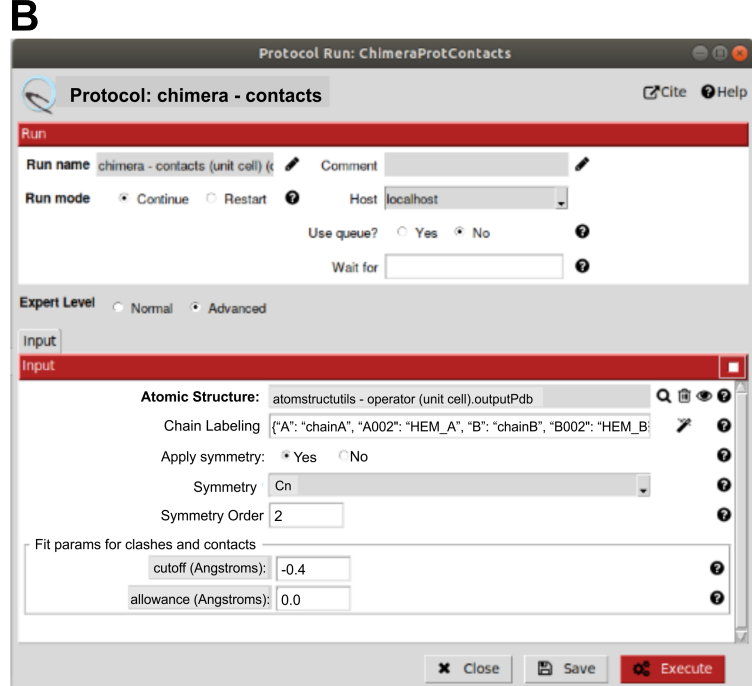 B
Protocol Run: ChimeraProtContacts
Protocol: chimera - contacts
Cite Help
Run
Run name chimera - contacts (unit cell) (c Comment
Run mode Continue Restart Host localhost
Use queue? Yes No
Wait for
Expert Level Normal Advanced
Input
Input
Atomic Structure: atomstructutils - operator (unit cell).outputPdb
Chain Labeling {“A”: “chainA”, “A002": “HEM_A”, “B”: “chainB”, “B002": “HEM_B
Apply symmetry: Yes No
Symmetry Cn
Symmetry Order 2
Fit params for clashes and contacts
cutoff (Angstroms): -0.4
allowance (Angstroms): 0.0
Close Save Execute